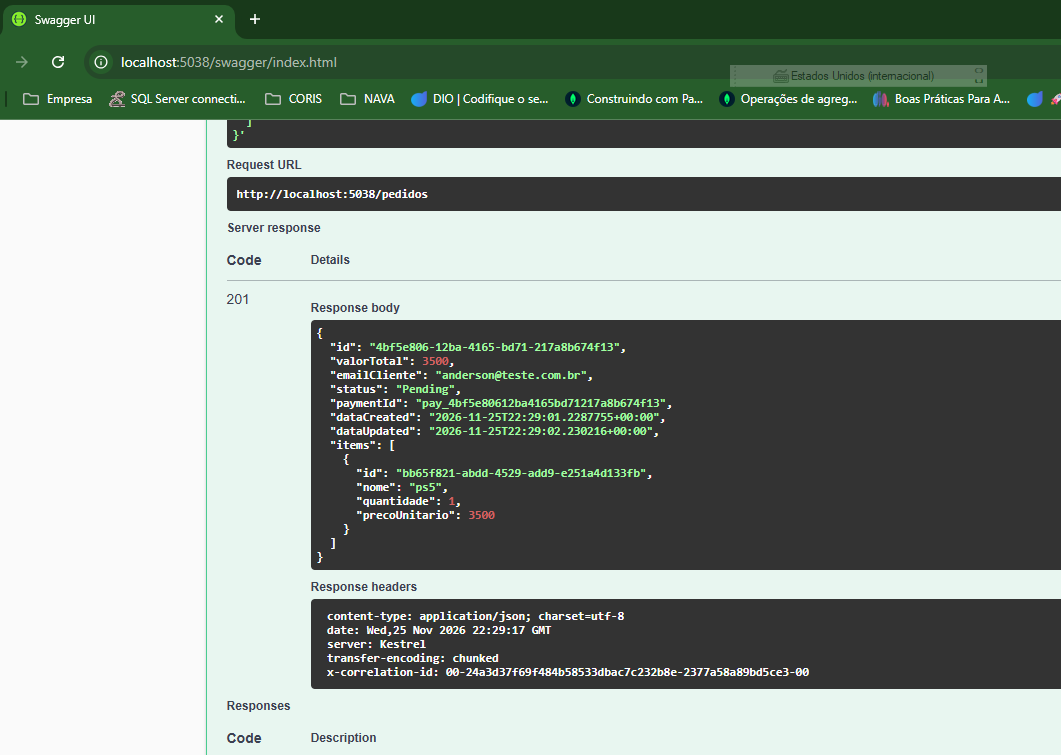 Swagger UI
localhost:5038/swagger/index.html
Estados Unidos (internacional)
Empresa
SQL Server connecti...
CORIS
NAVA
DIO | Codifique o se...
Construindo com Pa...
Operações de agreg...
Boas Práticas Para A...
]
}'
Request URL
http://localhost:5038/pedidos
Server response
Code Details
201
Response body
{
"id": "4bf5e806-12ba-4165-bd71-217a8b674f13",
"valorTotal": 3500,
"emailCliente": "anderson@teste.com.br",
"status": "Pending",
"paymentId": "pay_4bf5e80612ba4165bd71217a8b674f13",
"dataCreated": "2026-11-25T22:29:01.2287755+00:00",
"dataUpdated": "2026-11-25T22:29:02.230216+00:00",
"items": [
{
"id": "bb65f821-abdd-4529-add9-e251a4d133fb",
"nome": "ps5",
"quantidade": 1,
"precoUnitario": 3500
}
]
}
Response headers
content-type: application/json; charset=utf-8
date: Wed,25 Nov 2026 22:29:17 GMT
server: Kestrel
transfer-encoding: chunked
x-correlation-id: 00-24a3d37f69f484b58533dbac7c232b8e-2377a58a89bd5ce3-00
Responses
Code Description